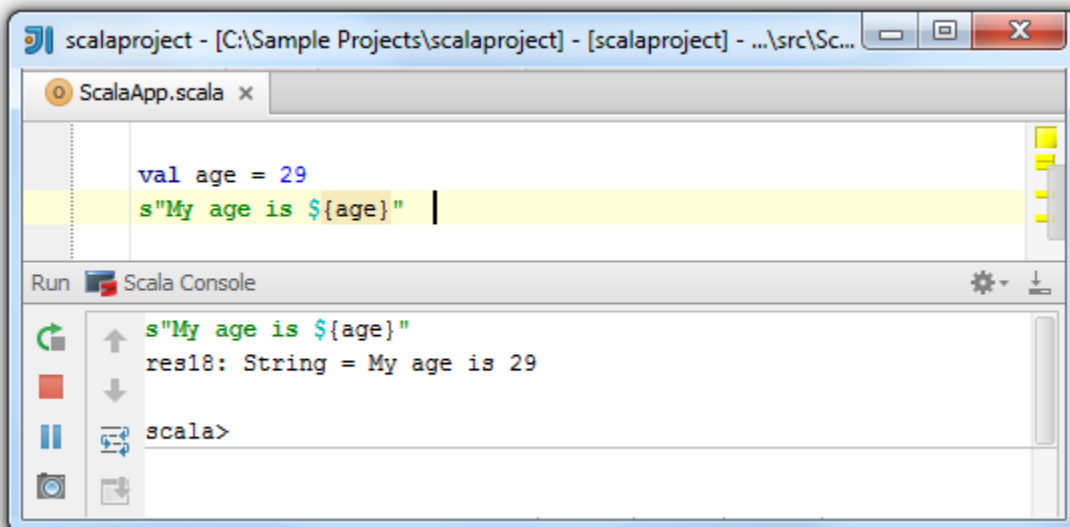 scalaproject - [C:\Sample Projects\scalaproject] - [scalaproject] - ...\src\Sc...
ScalaApp.scala
val age = 29
s"My age is ${age}"
Run Scala Console
s"My age is ${age}"
res18: String = My age is 29
scala>